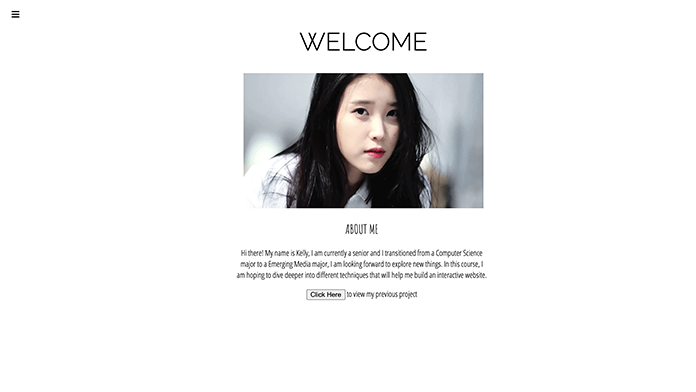 WELCOME
ABOUT ME
Hi there! My name is Kelly, I am currently a senior and I transitioned from a Computer Science
major to a Emerging Media major, I am looking forward to explore new things. In this course, I
am hoping to dive deeper into different techniques that will help me build an interactive website.
Click Here to view my previous project